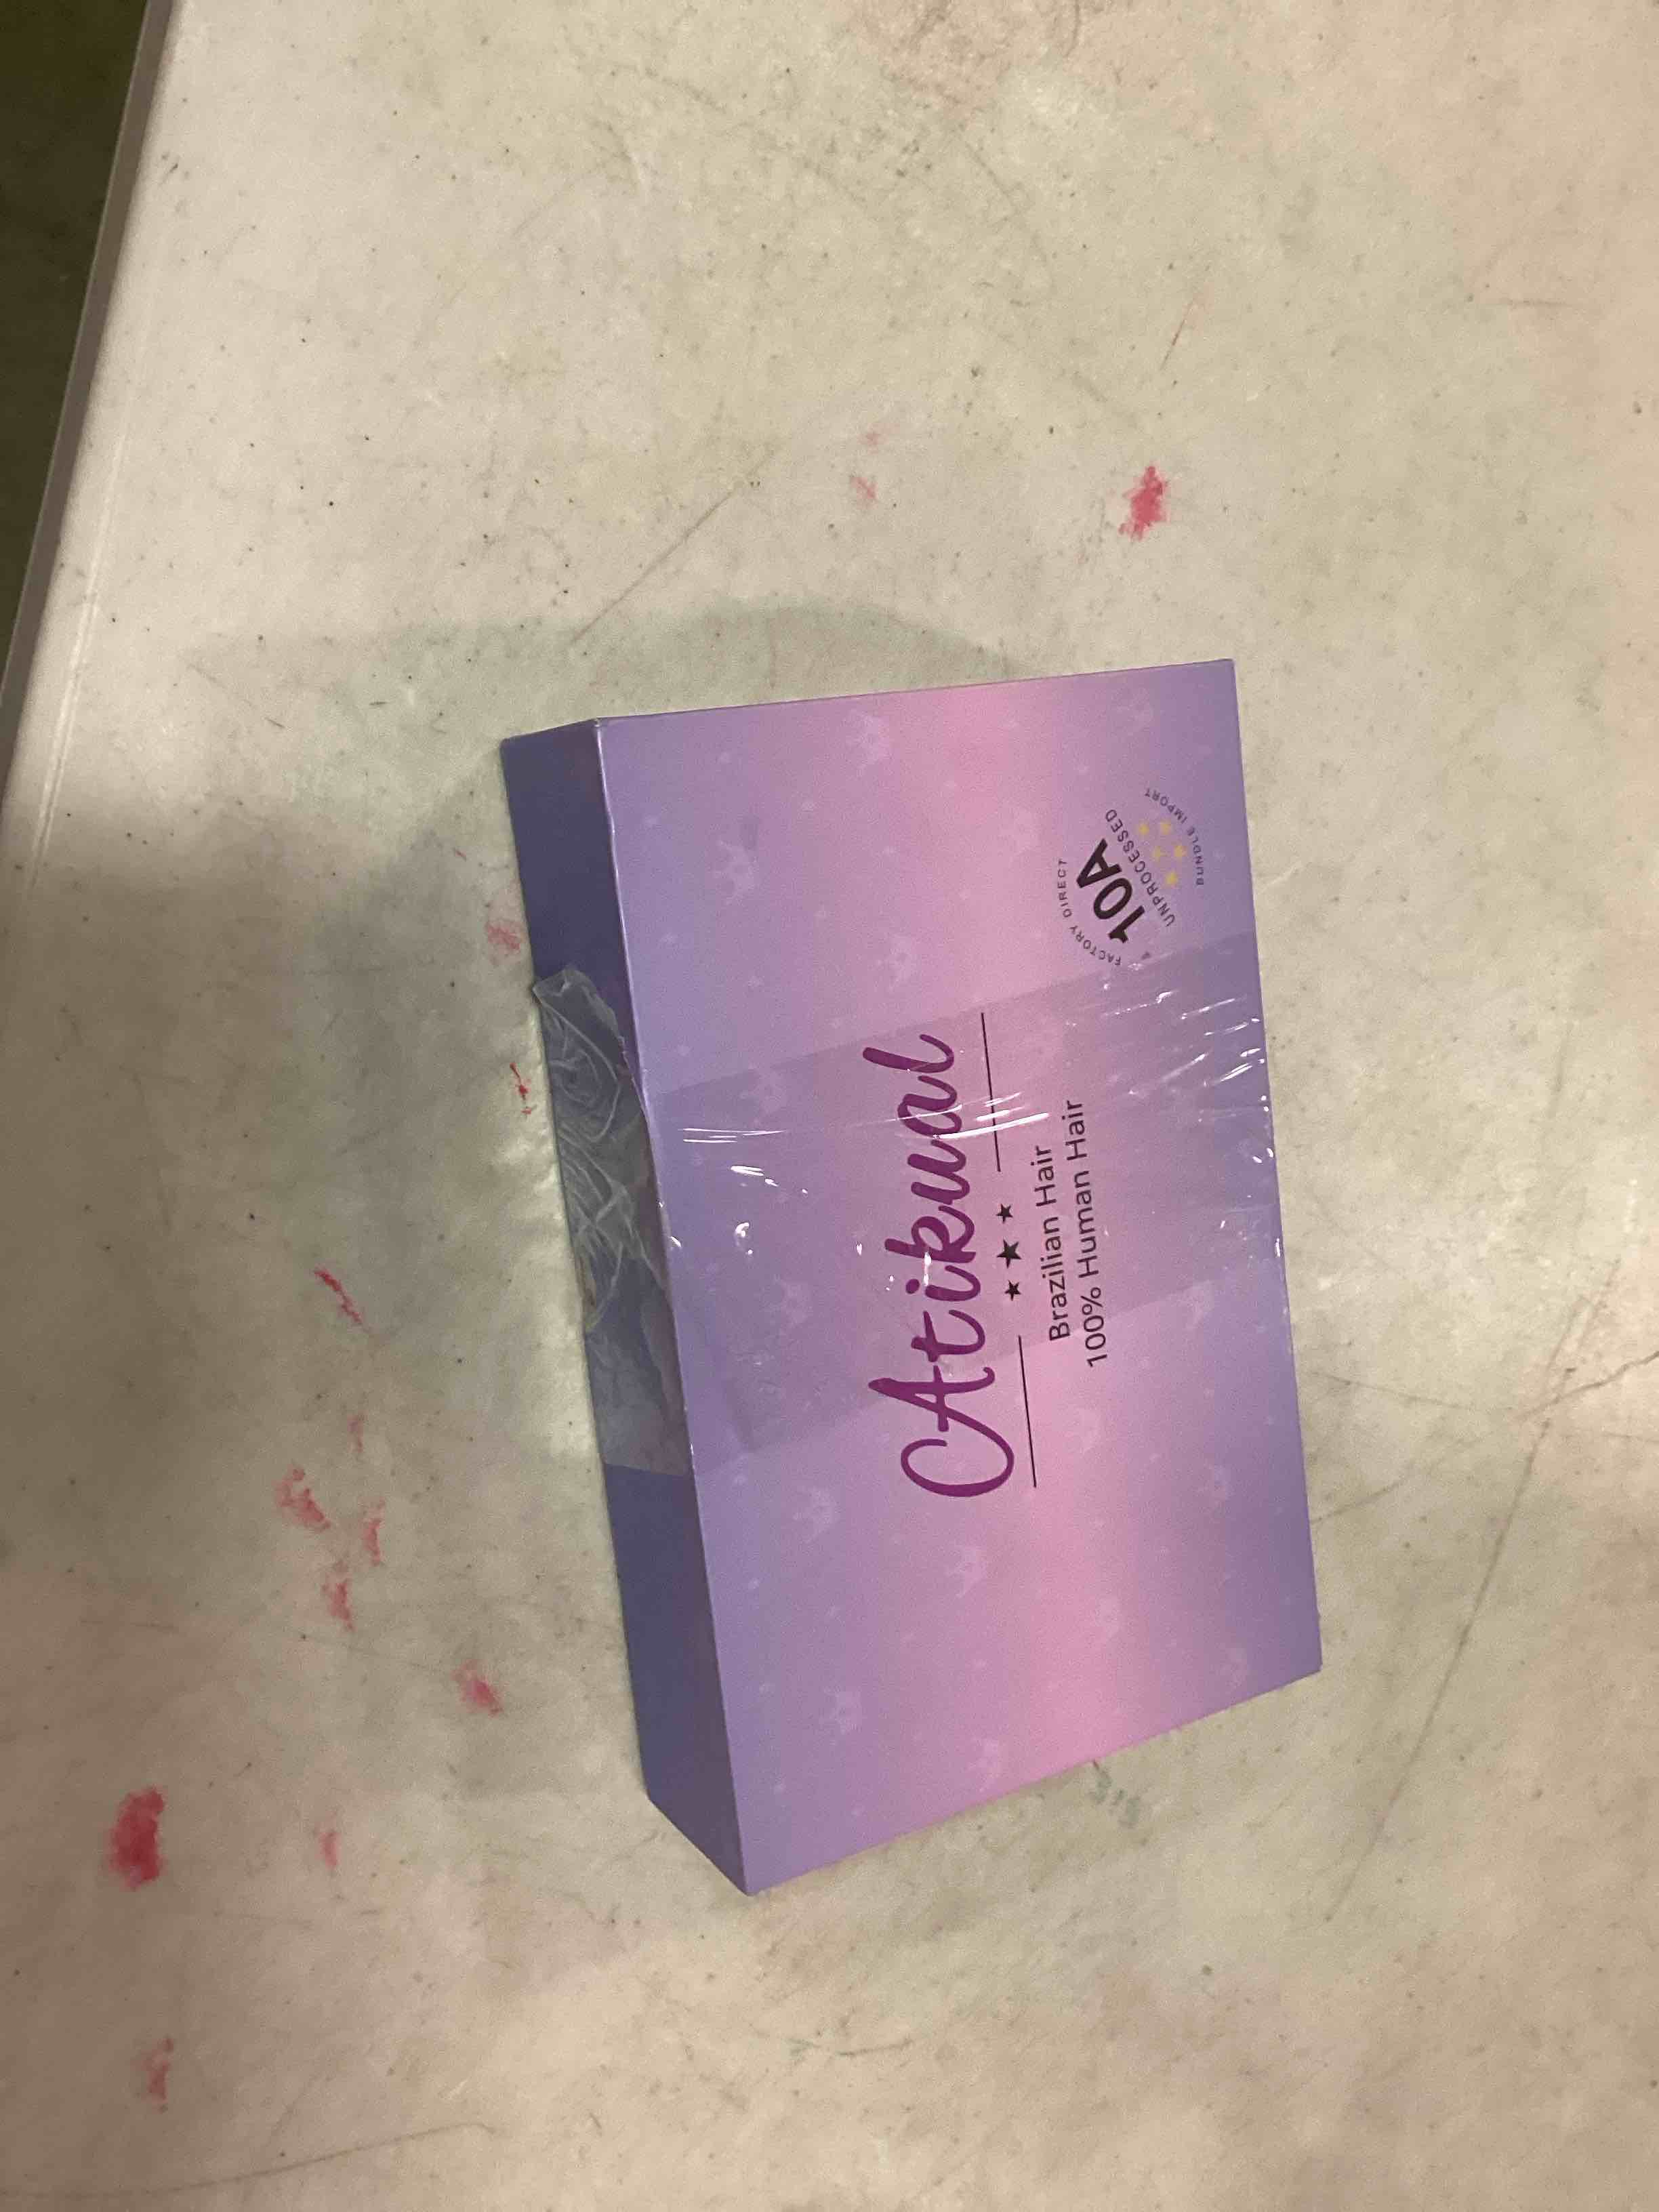 Atikual
Brazilian Hair
100% Human Hair
FACTORY DIRECT
10A
UNPROCESSED
BUNDLE IMPORT